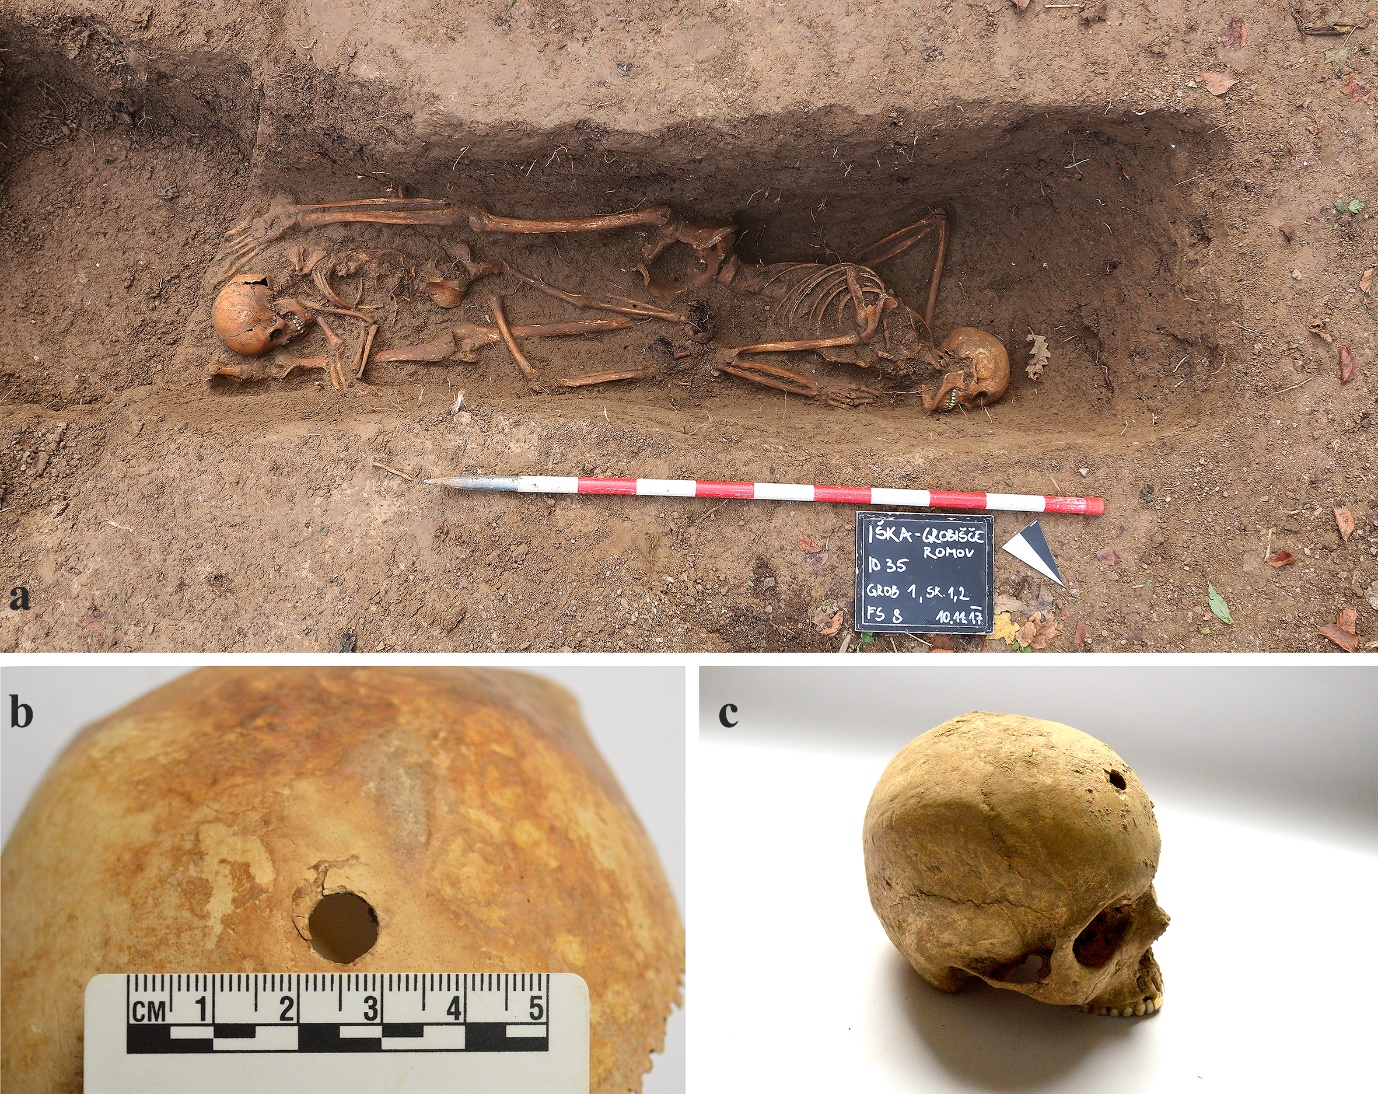 IŠKA-GROBIŠČE
ROMOV
ID 35
GROB 1, SK. 1, 2
FS 8 10.11.17
a
b
c
CM 1 2 3 4 5